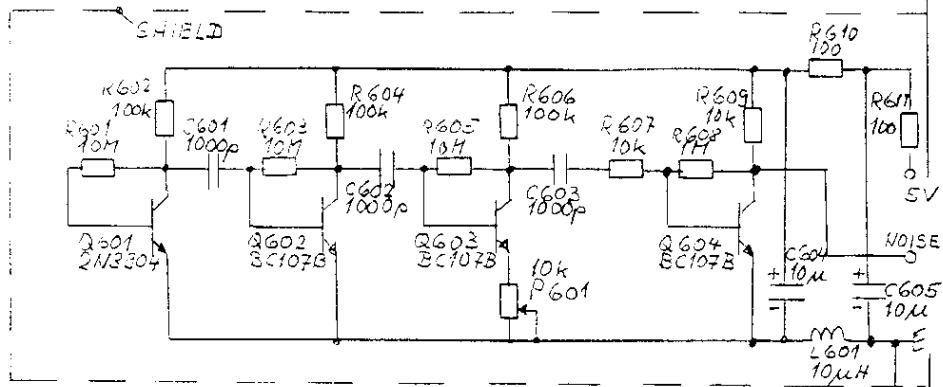 SHIELD
R610
100
R602
100k
R604
100k
R606
100k
R609
10k
R611
100
R601
10M
C601
1000p
R603
10M
R605
10M
R607
10k
R608
1M
C602
1000p
C603
1000p
5V
Q601
2N3304
Q602
BC107B
Q603
BC107B
Q604
BC107B
NOISE
C604
10µ
10k
P601
+
-
+
-
C605
10µ
L601
10µH
E